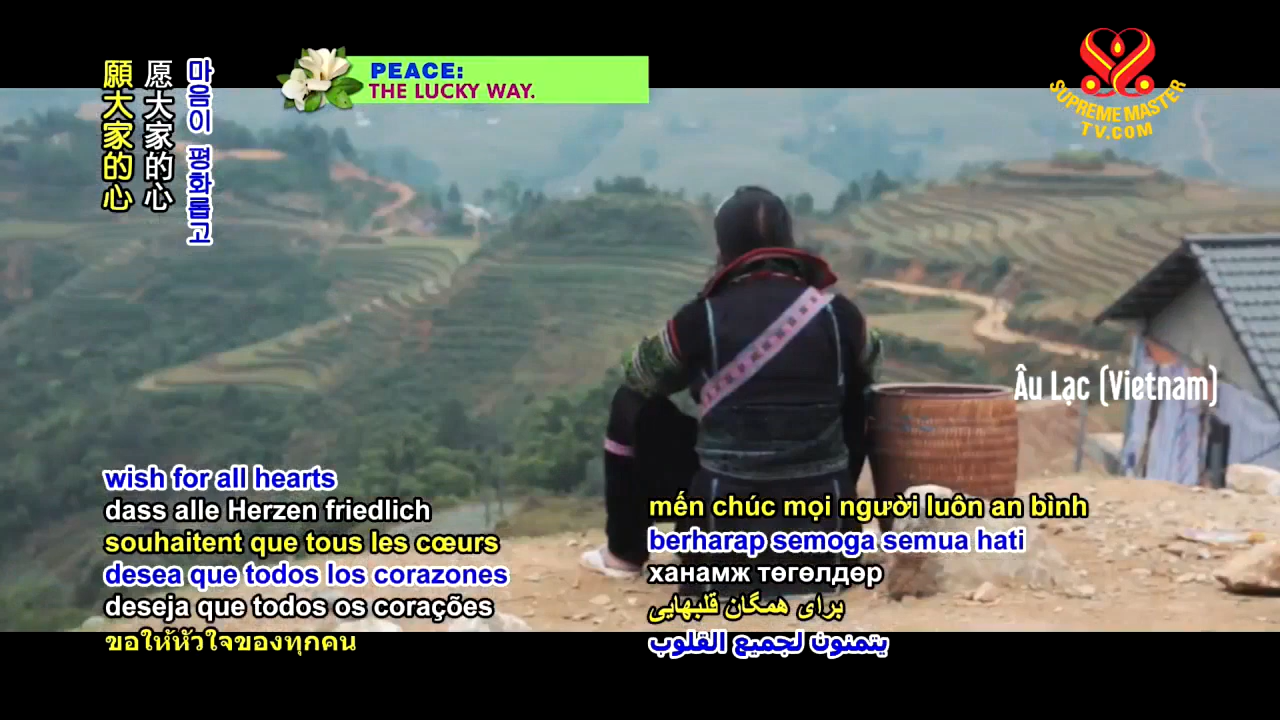 PEACE:
THE LUCKY WAY.
SUPREME MASTER
TV.COM
願大家的心
愿大家的心
마음이 평화롭고
Âu Lạc (Vietnam)
wish for all hearts
dass alle Herzen friedlich
souhaitent que tous les cœurs
desea que todos los corazones
deseja que todos os corações
ขอให้หัวใจของทุกคน
mến chúc mọi người luôn an bình
berharap semoga semua hati
ханамж төгөлдөр
برای همگان قلبهایی
يتمنون لجميع القلوب